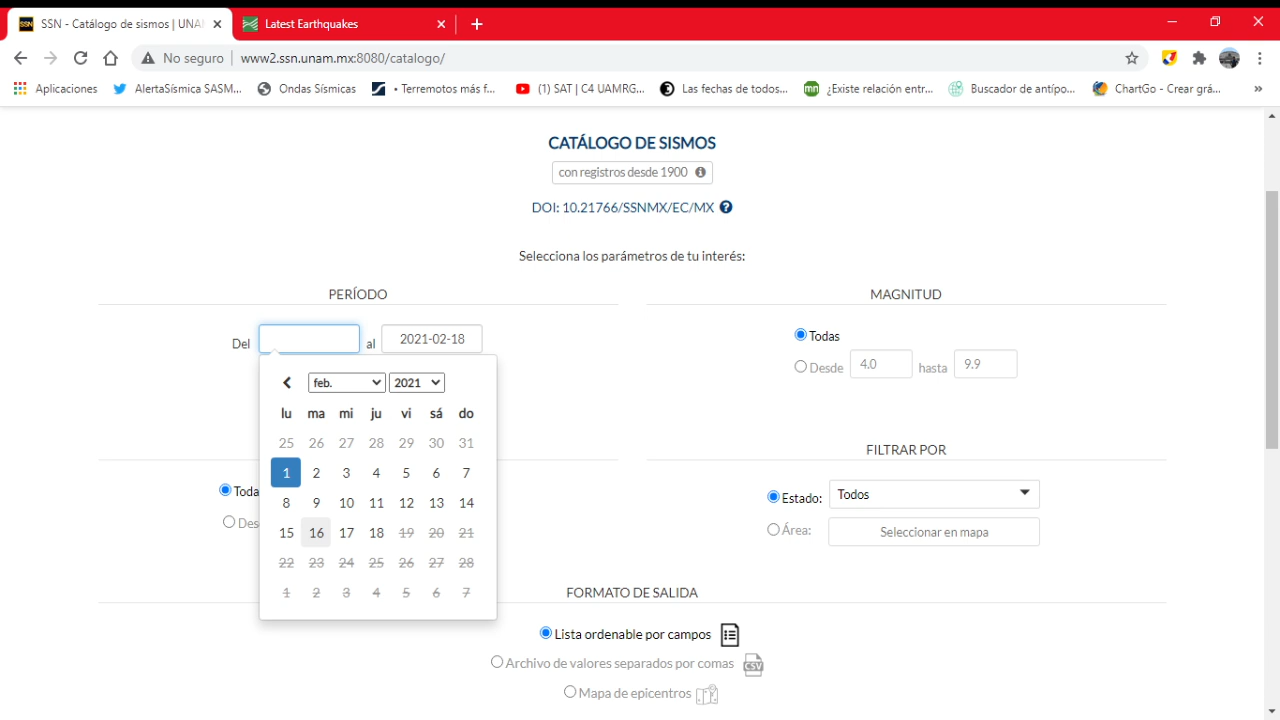 SSN - Catálogo de sismos | UNA
Latest Earthquakes
No seguro
www2.ssn.unam.mx:8080/catalogo/
Aplicaciones
AlertaSísmica SASM...
Ondas Sísmicas
• Terremotos más f...
(1) SAT | C4 UAMRG...
Las fechas de todos...
mn
¿Existe relación entr...
Buscador de antípo...
ChartGo - Crear grá...
»
CATÁLOGO DE SISMOS
con registros desde 1900
DOI: 10.21766/SSNMX/EC/MX
Selecciona los parámetros de tu interés:
PERÍODO
Del al 2021-02-18
feb. 2021
lu ma mi ju vi sá do
25 26 27 28 29 30 31
1 2 3 4 5 6 7
8 9 10 11 12 13 14
15 16 17 18 19 20 21
22 23 24 25 26 27 28
1 2 3 4 5 6 7
Toda
Des
MAGNITUD
Todas
Desde 4.0 hasta 9.9
FILTRAR POR
Estado: Todos
Área: Seleccionar en mapa
FORMATO DE SALIDA
Lista ordenable por campos
Archivo de valores separados por comas CSV
Mapa de epicentros